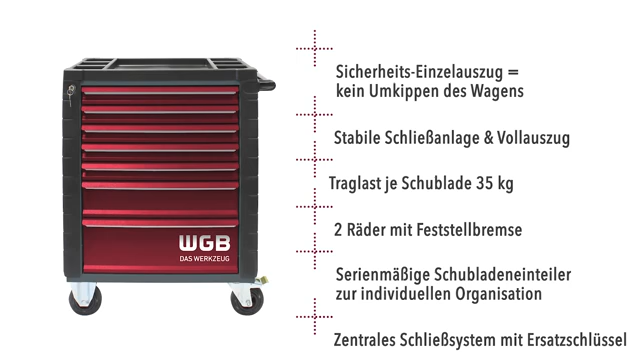 WGB
DAS WERKZEUG
Sicherheits-Einzelauszug =
kein Umkippen des Wagens
Stabile Schließanlage & Vollauszug
Traglast je Schublade 35 kg
2 Räder mit Feststellbremse
Serienmäßige Schubladeneinteiler
zur individuellen Organisation
Zentrales Schließsystem mit Ersatzschlüssel